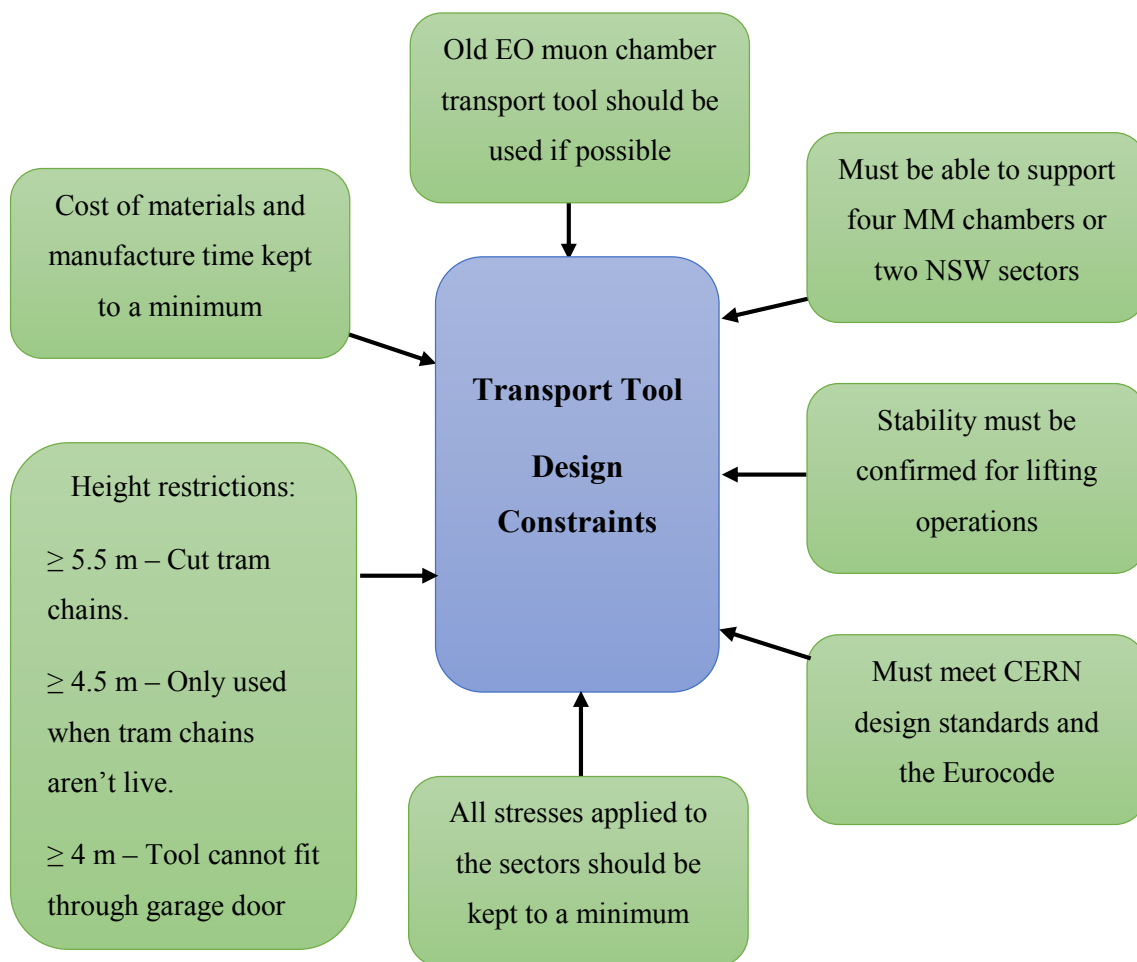 Old EO muon chamber
transport tool should be
used if possible
Cost of materials and
manufacture time kept
to a minimum
Must be able to support
four MM chambers or
two NSW sectors
Transport Tool
Design
Constraints
Stability must be
confirmed for lifting
operations
Height restrictions:
≥ 5.5 m – Cut tram
chains.
≥ 4.5 m – Only used
when tram chains
aren’t live.
≥ 4 m – Tool cannot fit
through garage door
Must meet CERN
design standards and
the Eurocode
All stresses applied to
the sectors should be
kept to a minimum